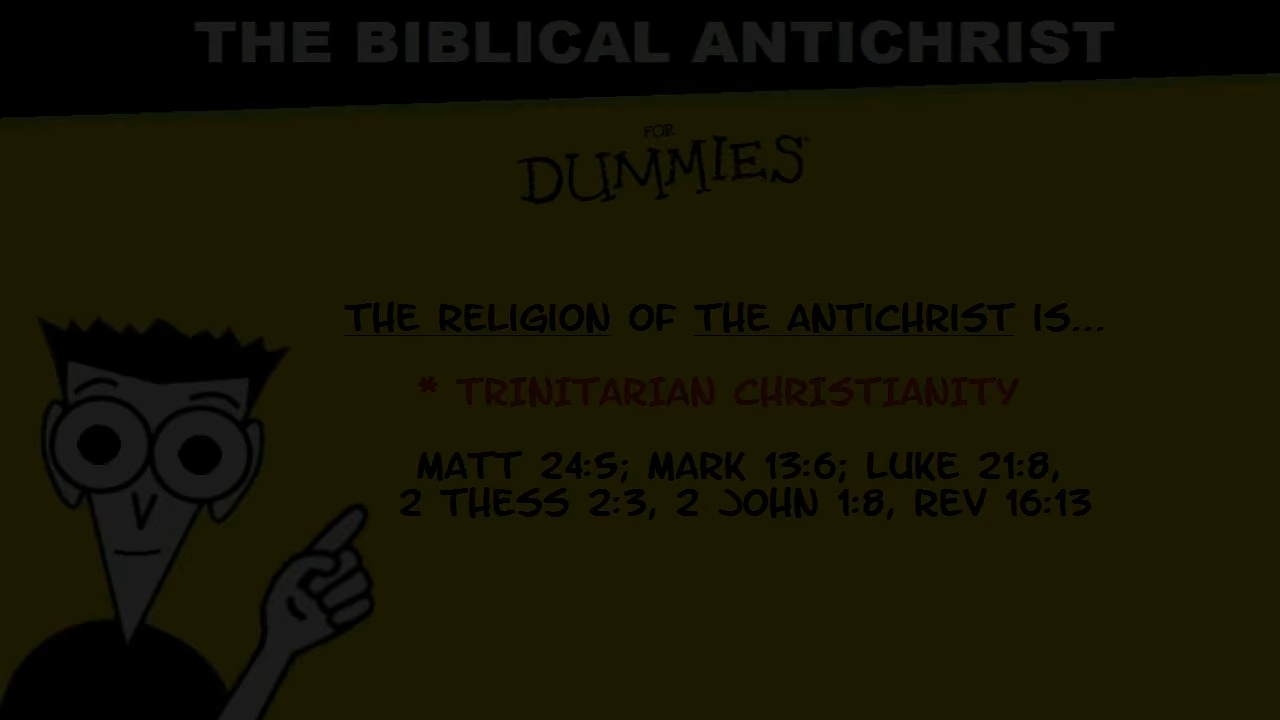 THE BIBLICAL ANTICHRIST
FOR
DUMMIES
THE RELIGION OF THE ANTICHRIST IS...
* TRINITARIAN CHRISTIANITY
MATT 24:5; MARK 13:6; LUKE 21:8,
2 THESS 2:3, 2 JOHN 1:8, REV 16:13